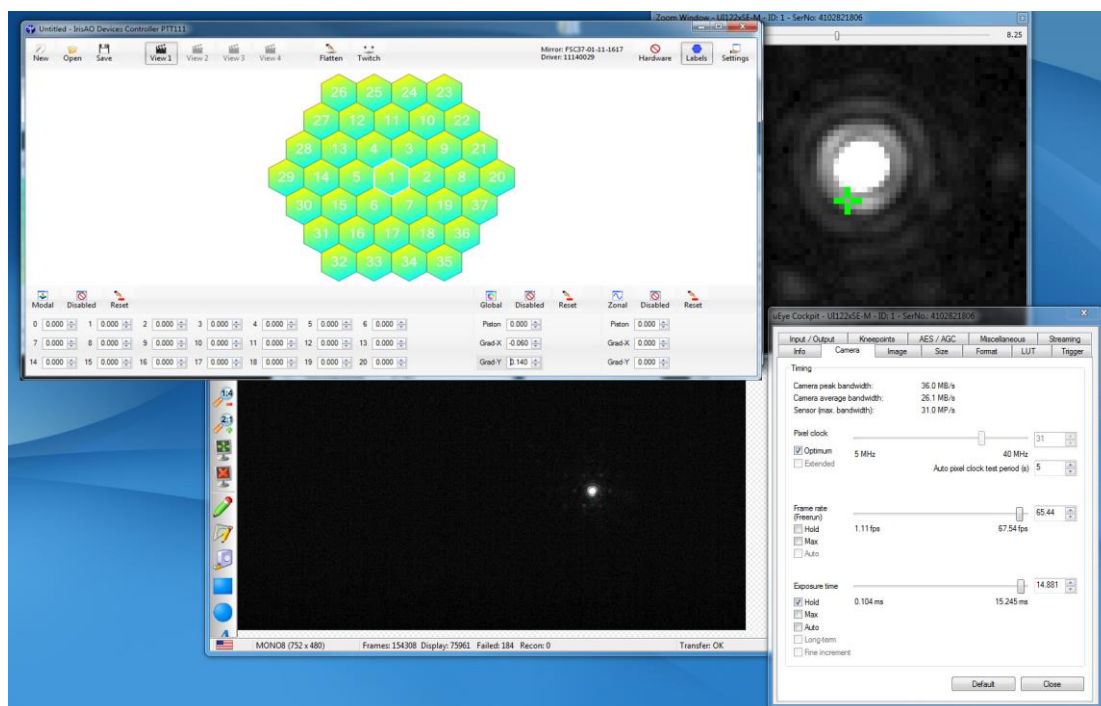 Untitled - IrisAO Devices Controller PTT111
New Open Save View 1 View 2 View 3 View 4 Flatten Twitch
Mirror: FSC37-01-11-1617
Driver: 11140029
Hardware Labels Settings
26 25 24 23
27 12 11 10 22
28 13 4 3 9 21
29 14 5 1 2 8 20
30 15 6 7 19 37
31 16 17 18 36
32 33 34 35
Modal Disabled Reset
Global Disabled Reset
Zonal Disabled Reset
0 0.000 1 0.000 2 0.000 3 0.000 4 0.000 5 0.000 6 0.000
7 0.000 8 0.000 9 0.000 10 0.000 11 0.000 12 0.000 13 0.000
14 0.000 15 0.000 16 0.000 17 0.000 18 0.000 19 0.000 20 0.000
Piston 0.000 Piston 0.000
Grad-X -0.060 Grad-X 0.000
Grad-Y 0.140 Grad-Y 0.000
Zoom Window - UI122xSE-M - ID: 1 - SerNo: 4102821806
8.25
1:4
2:1
A
MONO8 (752 x 480) Frames: 154308 Display: 75961 Failed: 184 Recon: 0 Transfer: OK
uEye Cockpit - UI122xSE-M - ID: 1 - SerNo: 4102821806
Input / Output Kneepoints AES / AGC Miscellaneous Streaming
Info Camera Image Size Format LUT Trigger
Timing
Camera peak bandwidth: 36.0 MB/s
Camera average bandwidth: 26.1 MB/s
Sensor (max. bandwidth): 31.0 MP/s
Pixel clock 31
Optimum 5 MHz 40 MHz
Extended Auto pixel clock test period (s) 5
Frame rate
(Freerun) 65.44
Hold 1.11 fps 67.54 fps
Max
Auto
Exposure time 14.881
Hold 0.104 ms 15.245 ms
Max
Auto
Long-term
Fine increment
Default Close